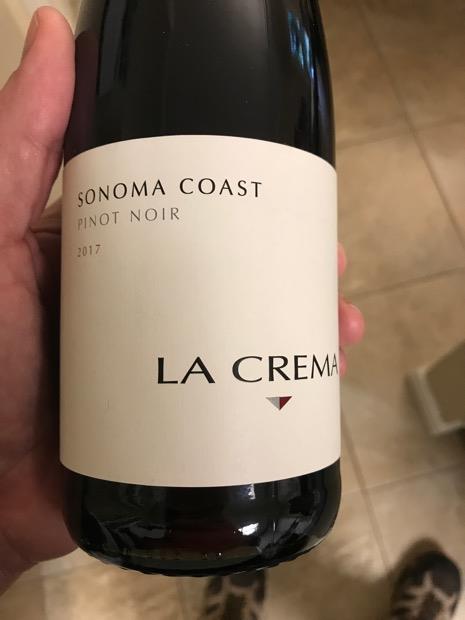 SONOMA COAST
PINOT NOIR
2017
LA CREMA